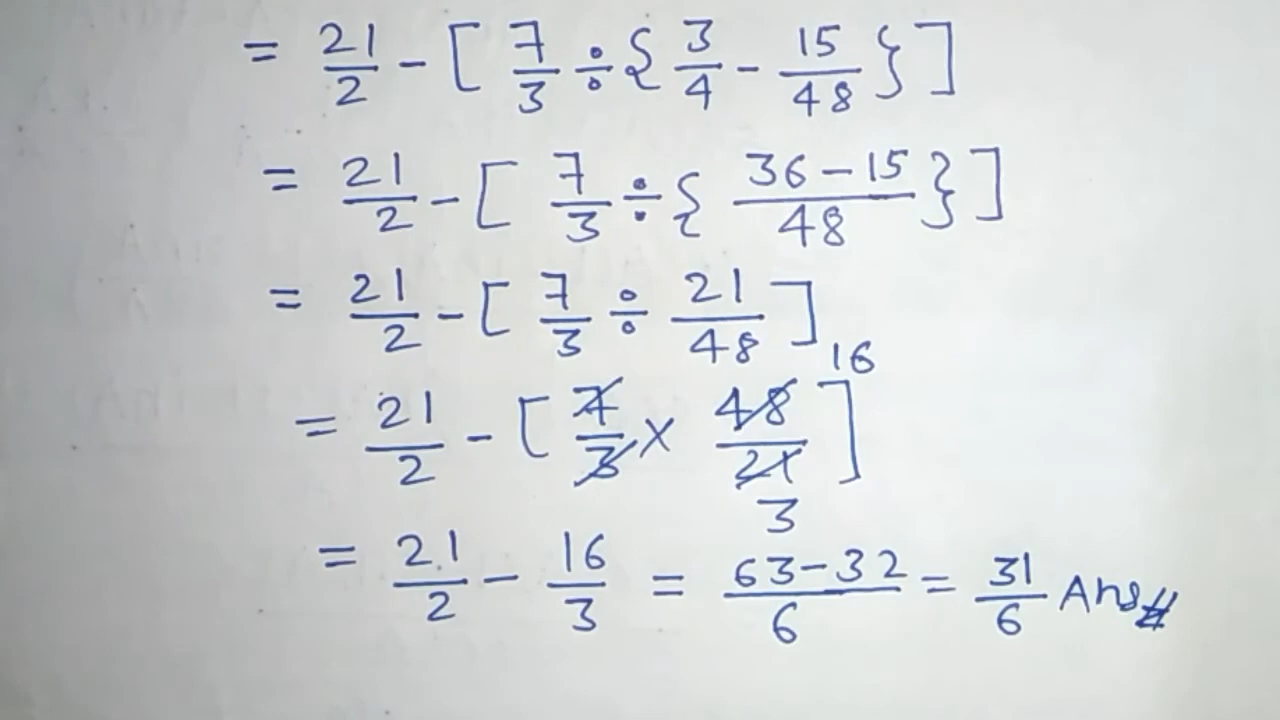 = 21/2 - [ 7/3 ÷ { 3/4 - 15/48 } ]
= 21/2 - [ 7/3 ÷ { 36 - 15/48 } ]
= 21/2 - [ 7/3 ÷ 21/48 ]
16
= 21/2 - [ 7/3 × 48/21 ]
3
= 21/2 - 16/3 = 63-32/6 = 31/6 Ans